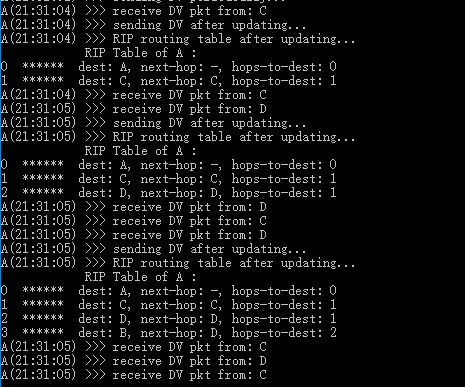 A(21:31:04) >>> receive DV pkt from: C
A(21:31:04) >>> sending DV after updating...
A(21:31:04) >>> RIP routing table after updating...
RIP Table of A :
0 ****** dest: A, next-hop: -, hops-to-dest: 0
1 ****** dest: C, next-hop: C, hops-to-dest: 1
A(21:31:04) >>> receive DV pkt from: C
A(21:31:05) >>> receive DV pkt from: D
A(21:31:05) >>> sending DV after updating...
A(21:31:05) >>> RIP routing table after updating...
RIP Table of A :
0 ****** dest: A, next-hop: -, hops-to-dest: 0
1 ****** dest: C, next-hop: C, hops-to-dest: 1
2 ****** dest: D, next-hop: D, hops-to-dest: 1
A(21:31:05) >>> receive DV pkt from: D
A(21:31:05) >>> receive DV pkt from: C
A(21:31:05) >>> receive DV pkt from: D
A(21:31:05) >>> sending DV after updating...
A(21:31:05) >>> RIP routing table after updating...
RIP Table of A :
0 ****** dest: A, next-hop: -, hops-to-dest: 0
1 ****** dest: C, next-hop: C, hops-to-dest: 1
2 ****** dest: D, next-hop: D, hops-to-dest: 1
3 ****** dest: B, next-hop: D, hops-to-dest: 2
A(21:31:05) >>> receive DV pkt from: C
A(21:31:05) >>> receive DV pkt from: D
A(21:31:05) >>> receive DV pkt from: C